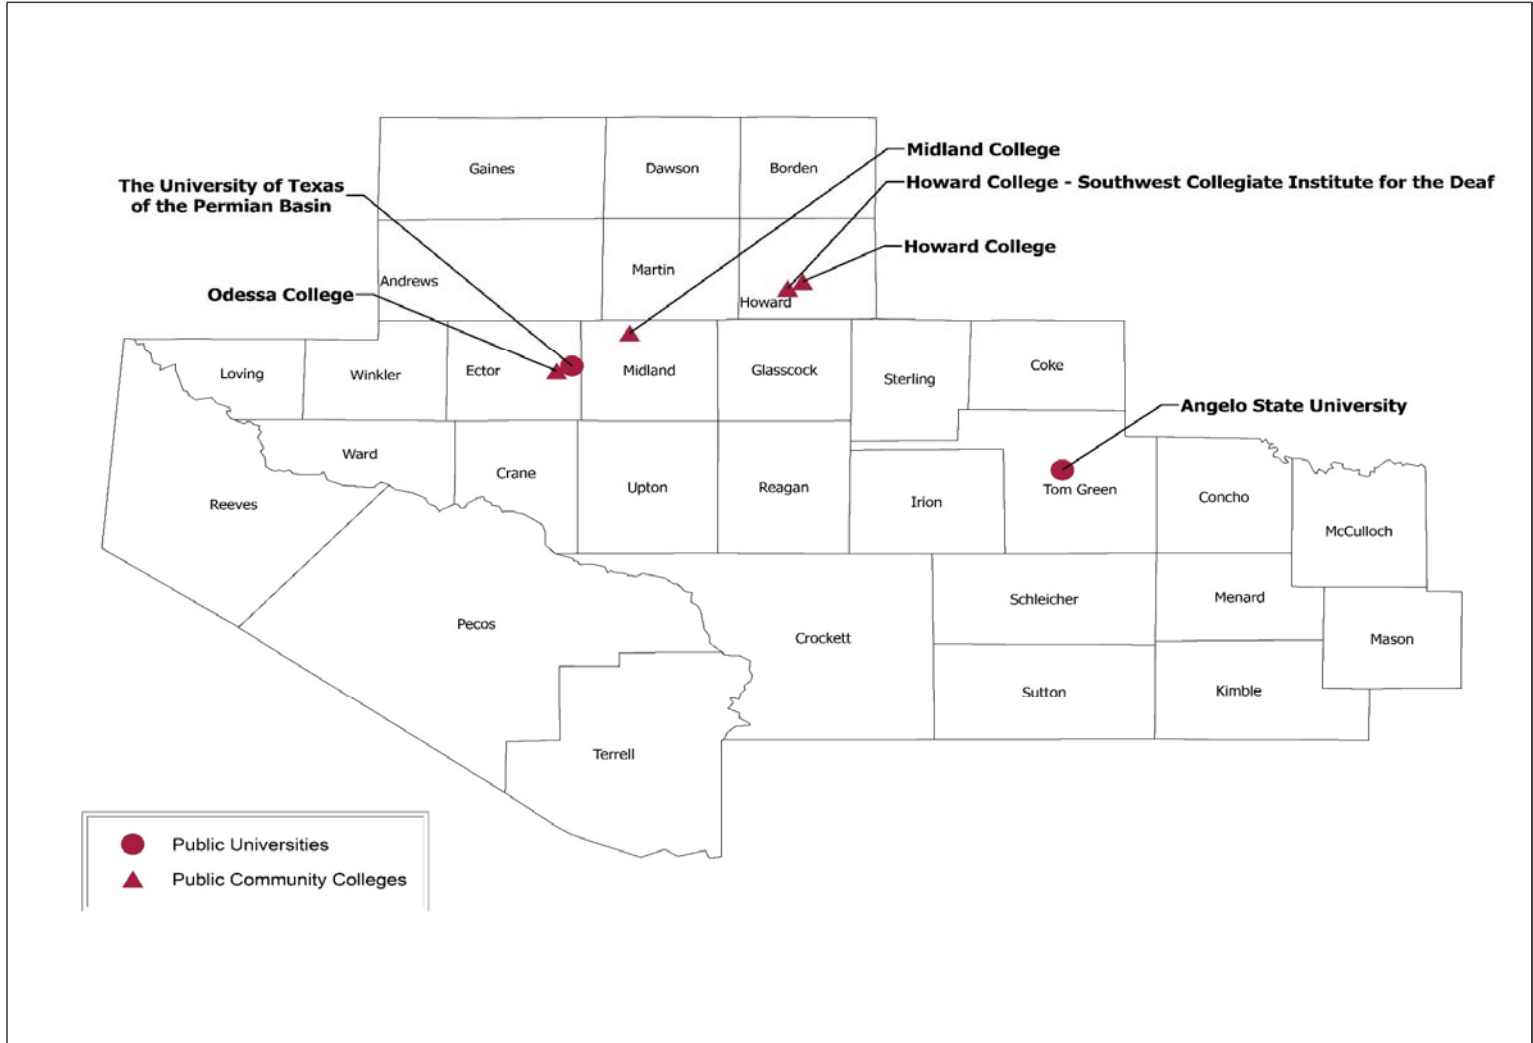 Gaines
Dawson
Borden
Midland College
The University of Texas
of the Permian Basin
Howard College - Southwest Collegiate Institute for the Deaf
Howard College
Andrews
Martin
Howard
Odessa College
Loving
Winkler
Ector
Midland
Glasscock
Sterling
Coke
Angelo State University
Ward
Crane
Upton
Reagan
Irion
Tom Green
Concho
McCulloch
Reeves
Pecos
Crockett
Schleicher
Menard
Mason
Sutton
Kimble
Terrell
Public Universities
Public Community Colleges